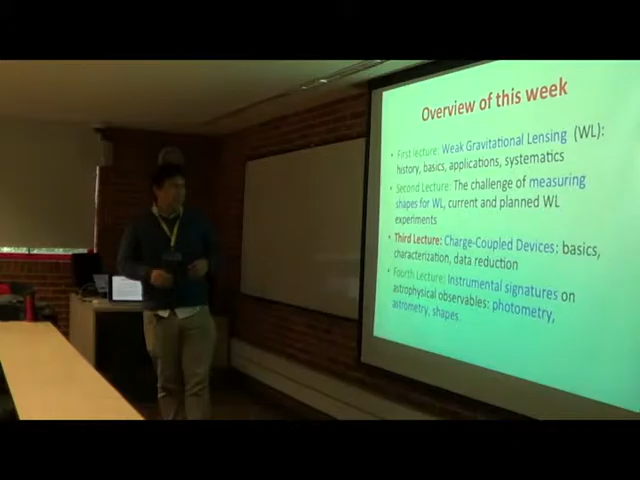 Overview of this week
• First lecture: Weak Gravitational Lensing (WL):
history, basics, applications, systematics
• Second Lecture: The challenge of measuring
shapes for WL, current and planned WL
experiments
• Third Lecture: Charge-Coupled Devices: basics,
characterization, data reduction
• Fourth Lecture: Instrumental signatures on
astrophysical observables: photometry,
astrometry, shapes.